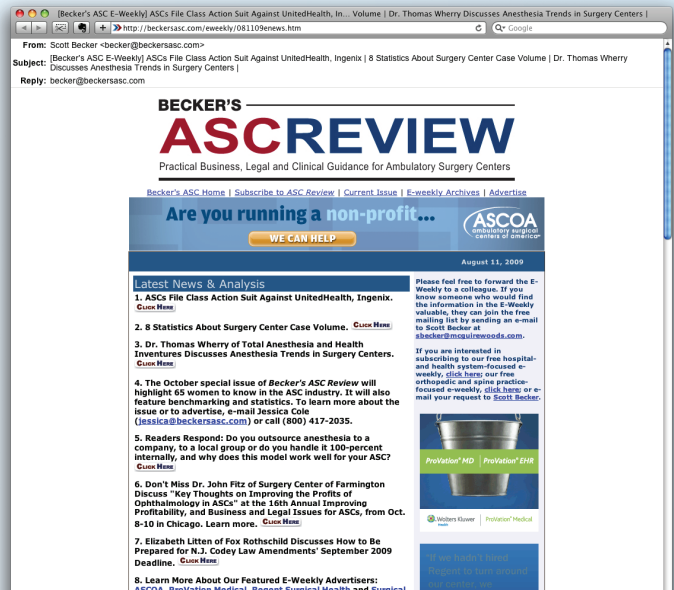 [Becker's ASC E-Weekly] ASCs File Class Action Suit Against UnitedHealth, In... Volume | Dr. Thomas Wherry Discusses Anesthesia Trends in Surgery Centers |
http://beckersasc.com/eweekly/081109enews.htm
Google
From: Scott Becker <becker@beckersasc.com>
Subject: [Becker's ASC E-Weekly] ASCs File Class Action Suit Against UnitedHealth, Ingenix | 8 Statistics About Surgery Center Case Volume | Dr. Thomas Wherry
Discusses Anesthesia Trends in Surgery Centers |
Reply: becker@beckersasc.com
BECKER'S
ASCREVIEW
Practical Business, Legal and Clinical Guidance for Ambulatory Surgery Centers
Becker's ASC Home | Subscribe to ASC Review | Current Issue | E-weekly Archives | Advertise
Are you running a non-profit...
WE CAN HELP
ASCOA
ambulatory surgical
centers of america
August 11, 2009
Latest News & Analysis
1. ASCs File Class Action Suit Against UnitedHealth, Ingenix.
CLICK HERE
2. 8 Statistics About Surgery Center Case Volume. CLICK HERE
3. Dr. Thomas Wherry of Total Anesthesia and Health
Inventures Discusses Anesthesia Trends in Surgery Centers.
CLICK HERE
4. The October special issue of Becker's ASC Review will
highlight 65 women to know in the ASC industry. It will also
feature benchmarking and statistics. To learn more about the
issue or to advertise, e-mail Jessica Cole
(jessica@beckersasc.com) or call (800) 417-2035.
5. Readers Respond: Do you outsource anesthesia to a
company, to a local group or do you handle it 100-percent
internally, and why does this model work well for your ASC?
CLICK HERE
6. Don't Miss Dr. John Fitz of Surgery Center of Farmington
Discuss "Key Thoughts on Improving the Profits of
Ophthalmology in ASCs" at the 16th Annual Improving
Profitability, and Business and Legal Issues for ASCs, from Oct.
8-10 in Chicago. Learn more. CLICK HERE
7. Elizabeth Litten of Fox Rothschild Discusses How to Be
Prepared for N.J. Codey Law Amendments' September 2009
Deadline. CLICK HERE
8. Learn More About Our Featured E-Weekly Advertisers:
ASCOA, ProVation Medical, Regent Surgical Health and Surgical
Please feel free to forward the E-
Weekly to a colleague. If you
know someone who would find
the information in the E-Weekly
valuable, they can join the free
mailing list by sending an e-mail
to Scott Becker at
sbecker@mcguirewoods.com.
If you are interested in
subscribing to our free hospital-
and health system-focused e-
weekly, click here; our free
orthopedic and spine practice-
focused e-weekly, click here; or e-
mail your request to Scott Becker.
ProVation® MD | ProVation® EHR
Wolters Kluwer
Health
ProVation® Medical
"If we hadn't hired
Regent to turn around
our center, we